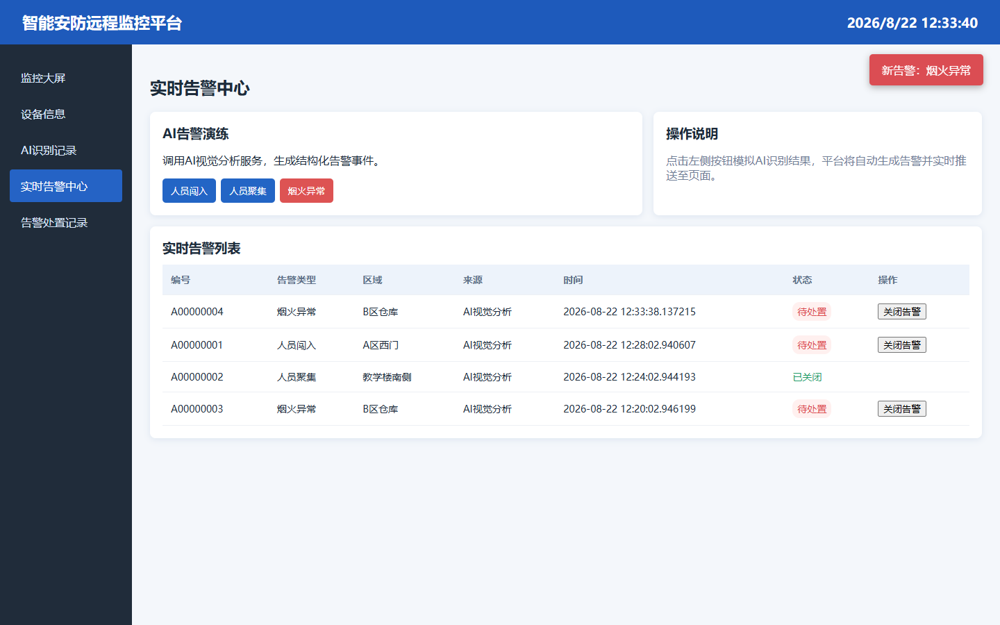 智能安防远程监控平台
2026/8/22 12:33:40
监控大屏
设备信息
AI识别记录
实时告警中心
告警处置记录
新告警：烟火异常
实时告警中心
AI告警演练
调用AI视觉分析服务，生成结构化告警事件。
人员闯入 人员聚集 烟火异常
操作说明
点击左侧按钮模拟AI识别结果，平台将自动生成告警并实时推
送至页面。
实时告警列表
编号 告警类型 区域 来源 时间 状态 操作
A00000004 烟火异常 B区仓库 AI视觉分析 2026-08-22 12:33:38.137215 待处置 关闭告警
A00000001 人员闯入 A区西门 AI视觉分析 2026-08-22 12:28:02.940607 待处置 关闭告警
A00000002 人员聚集 教学楼南侧 AI视觉分析 2026-08-22 12:24:02.944193 已关闭
A00000003 烟火异常 B区仓库 AI视觉分析 2026-08-22 12:20:02.946199 待处置 关闭告警